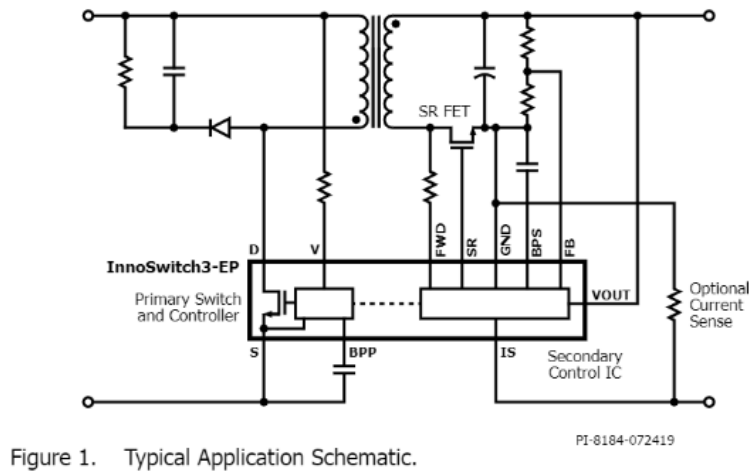 SR FET
D
V
FWD
SR
GND
BPS
FB
InnoSwitch3-EP
Primary Switch
and Controller
VOUT
Optional
Current
Sense
S
BPP
IS
Secondary
Control IC
PI-8184-072419
Figure 1. Typical Application Schematic.